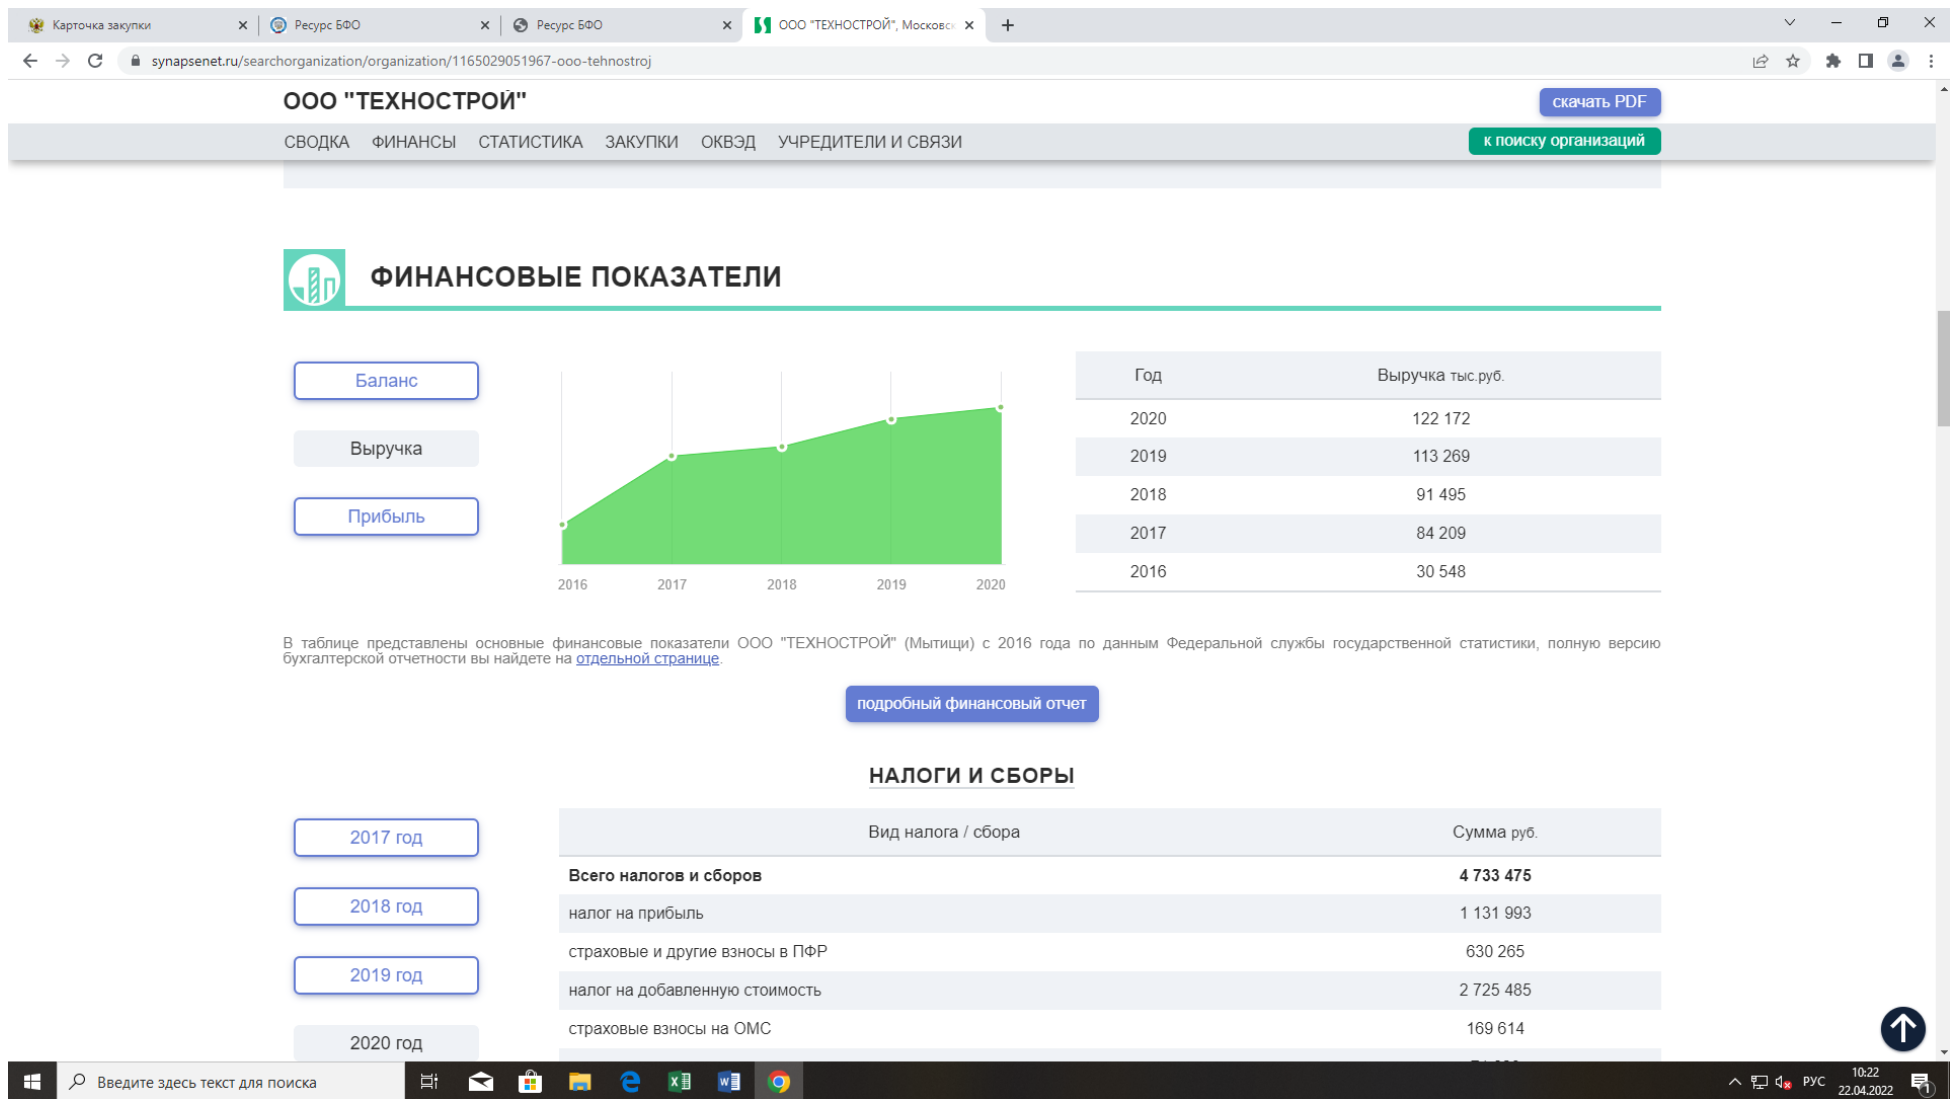 Карточка закупки
Ресурс БФО
Ресурс БФО
ООО "ТЕХНОСТРОЙ", Московс
synapsenet.ru/searchorganization/organization/1165029051967-ooo-tehnostroj
ООО "ТЕХНОСТРОЙ"
скачать PDF
СВОДКА ФИНАНСЫ СТАТИСТИКА ЗАКУПКИ ОКВЭД УЧРЕДИТЕЛИ И СВЯЗИ
к поиску организаций
ФИНАНСОВЫЕ ПОКАЗАТЕЛИ
Баланс
Выручка
Прибыль
2016 2017 2018 2019 2020
Год Выручка тыс.руб.
2020 122 172
2019 113 269
2018 91 495
2017 84 209
2016 30 548
В таблице представлены основные финансовые показатели ООО "ТЕХНОСТРОЙ" (Мытищи) с 2016 года по данным Федеральной службы государственной статистики, полную версию
бухгалтерской отчетности вы найдете на отдельной странице.
подробный финансовый отчет
НАЛОГИ И СБОРЫ
2017 год
2018 год
2019 год
2020 год
Вид налога / сбора Сумма руб.
Всего налогов и сборов 4 733 475
налог на прибыль 1 131 993
страховые и другие взносы в ПФР 630 265
налог на добавленную стоимость 2 725 485
страховые взносы на ОМС 169 614
Введите здесь текст для поиска
РУС
10:22
22.04.2022
1